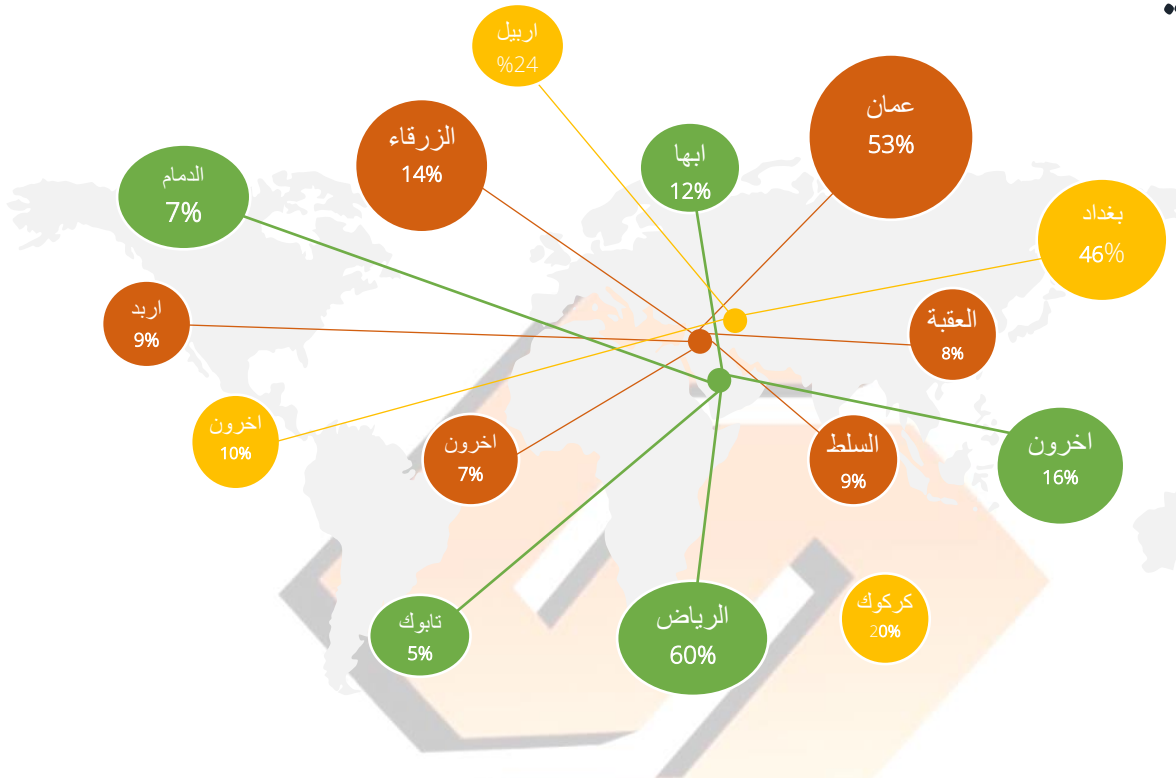 اربيل
%24
عمان
53%
الزرقاء
14%
ابها
12%
الدمام
7%
بغداد
46%
اربد
9%
العقبة
8%
اخرون
10%
اخرون
7%
السلط
9%
اخرون
16%
كركوك
20%
تابوك
5%
الرياض
60%